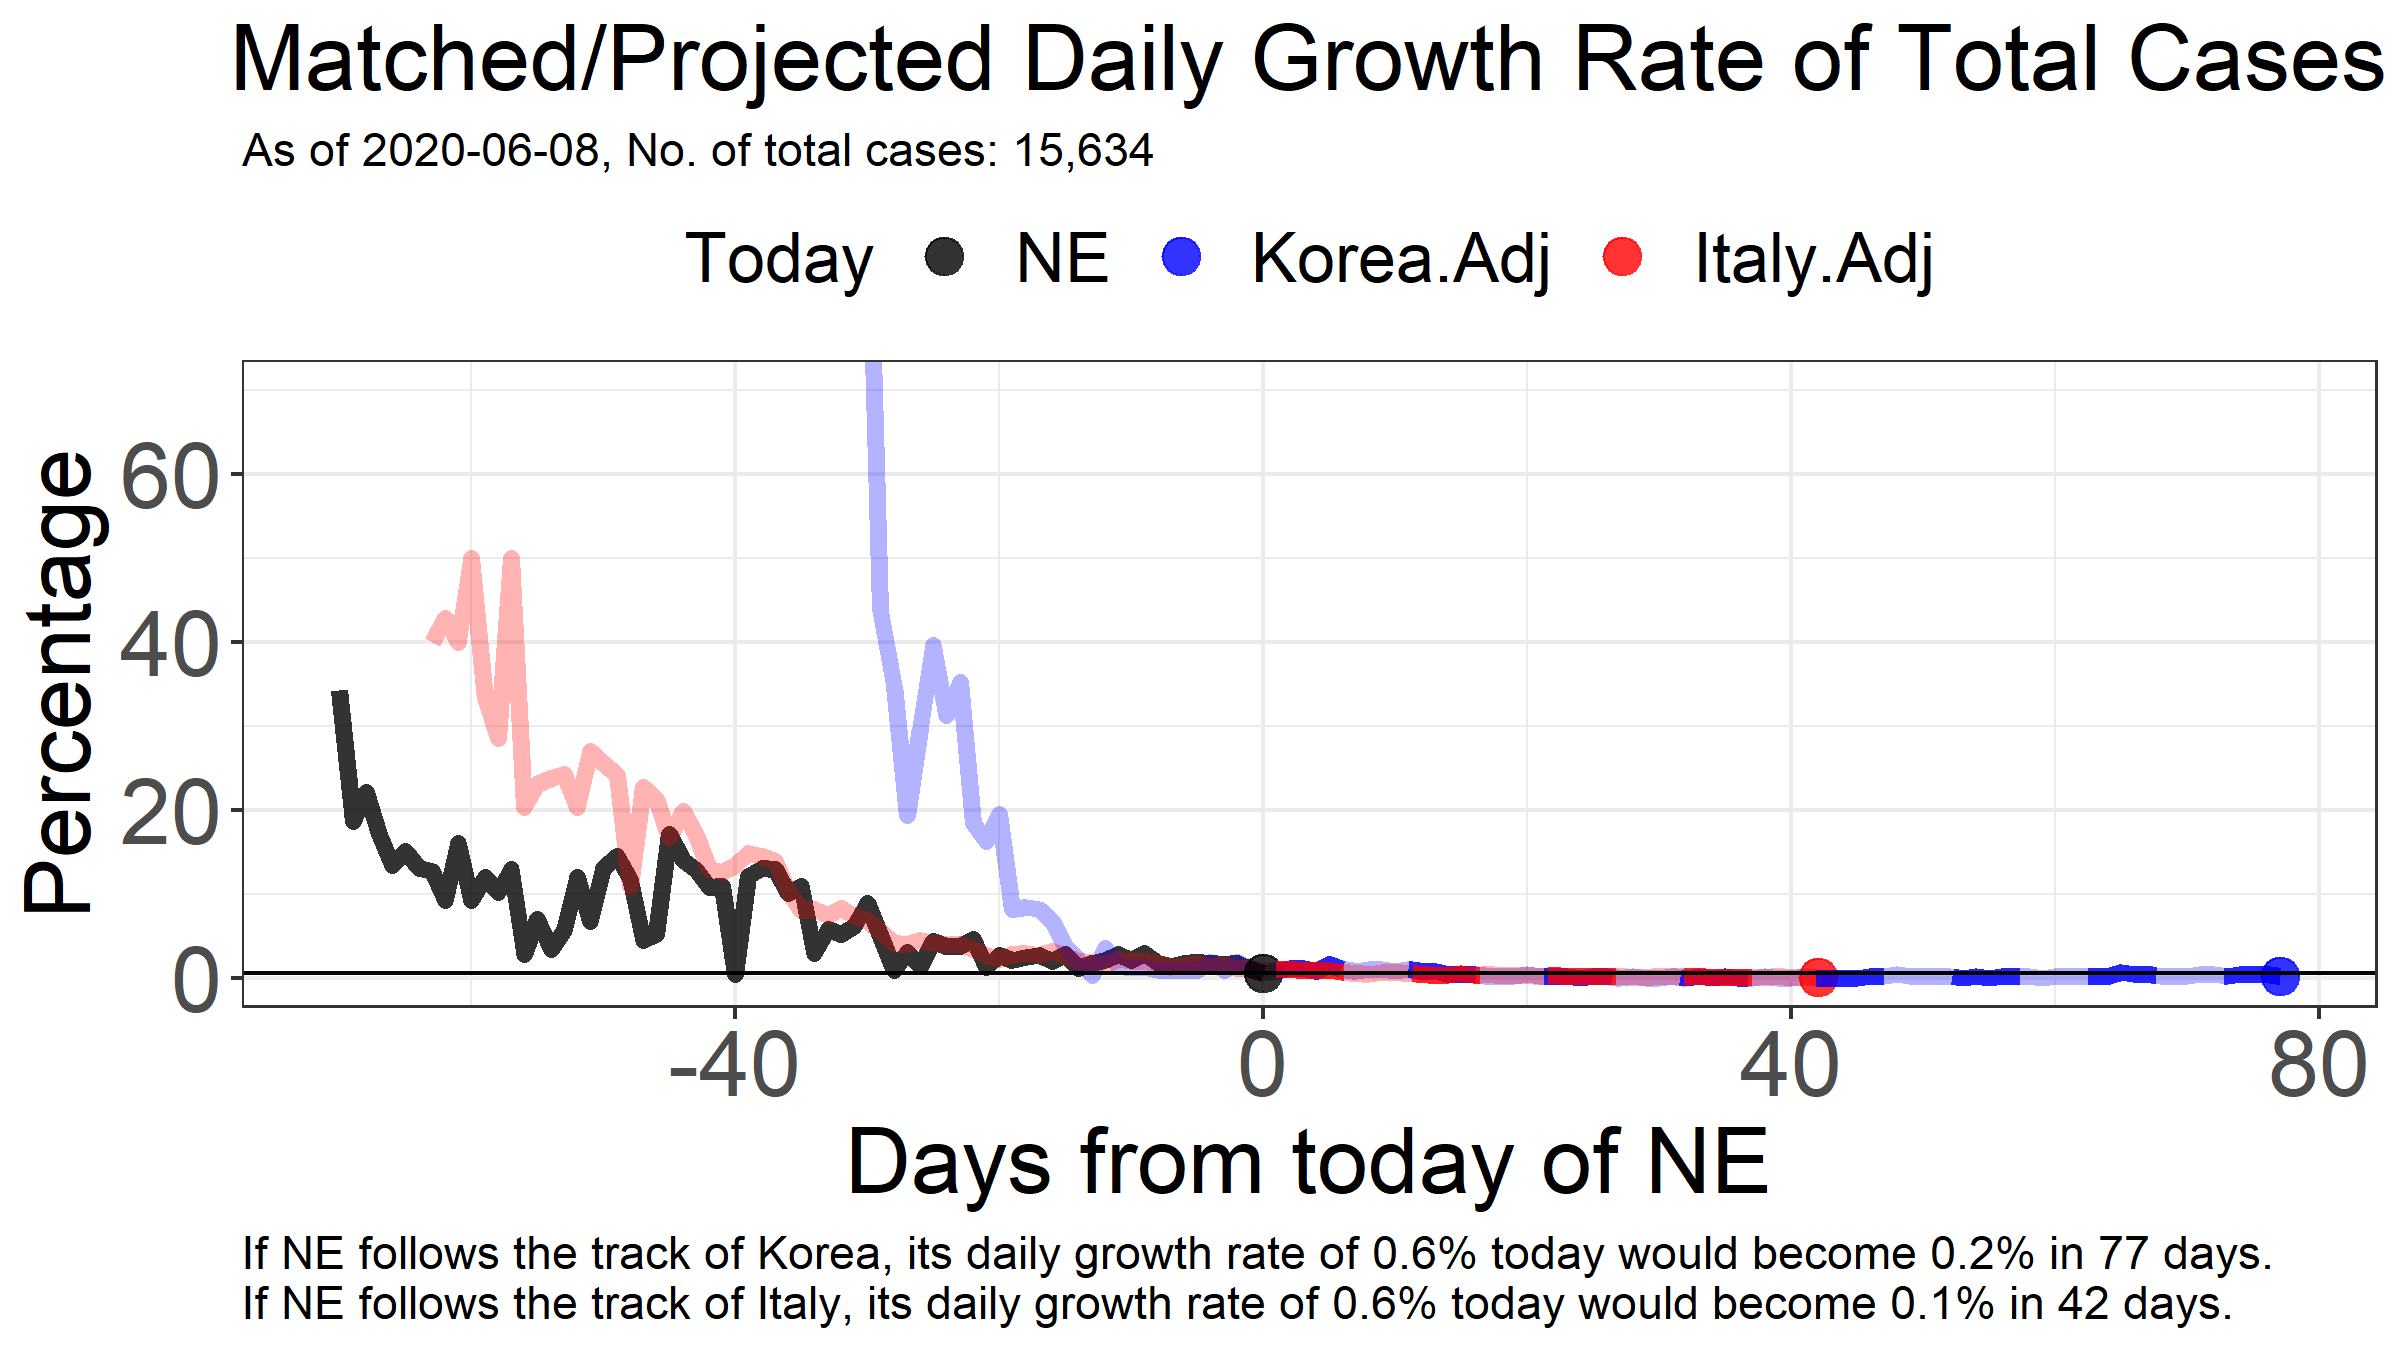 Matched/Projected Daily Growth Rate of Total Cases
As of 2020-06-08, No. of total cases: 15,634
Today NE Korea.Adj Italy.Adj
Percentage
60
40
20
0
-40 0 40 80
Days from today of NE
If NE follows the track of Korea, its daily growth rate of 0.6% today would become 0.2% in 77 days.
If NE follows the track of Italy, its daily growth rate of 0.6% today would become 0.1% in 42 days.